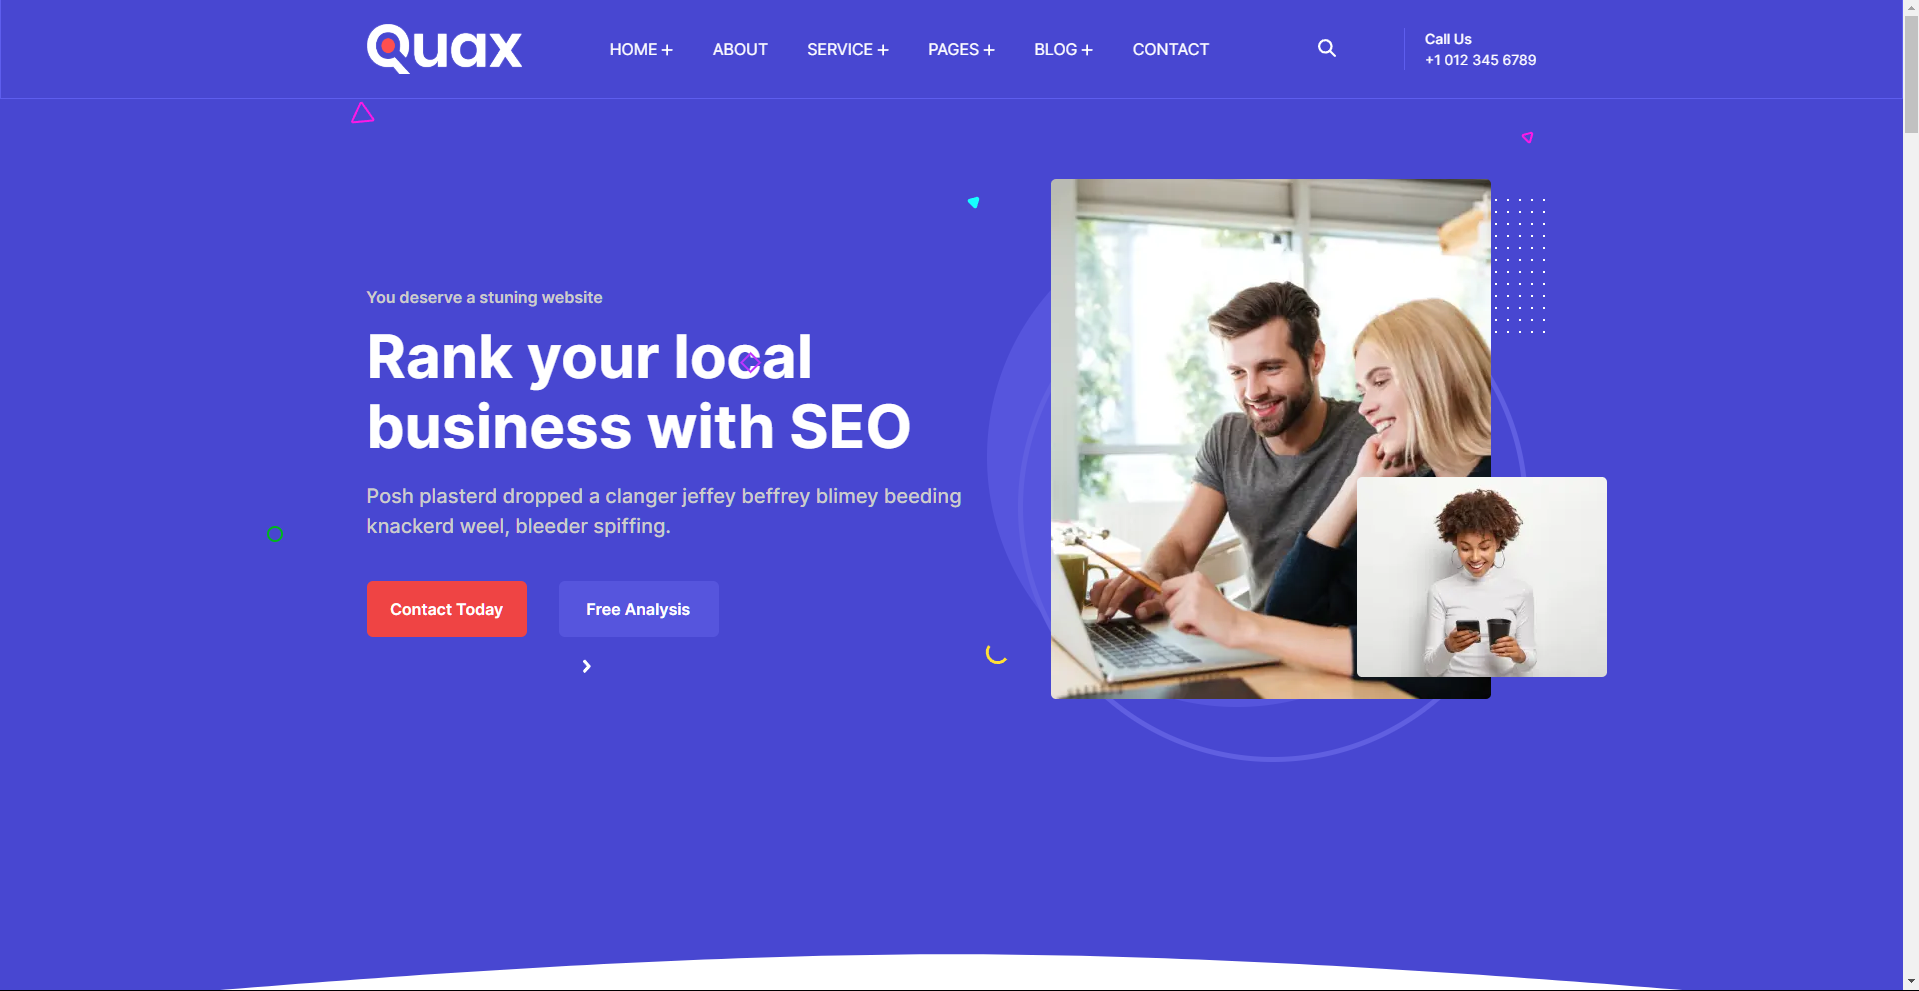 Quax
HOME + ABOUT SERVICE + PAGES + BLOG + CONTACT
Call Us
+1 012 345 6789
You deserve a stuning website
Rank your local
business with SEO
Posh plasterd dropped a clanger jeffey beffrey blimey beeding
knackerd weel, bleeder spiffing.
Contact Today
Free Analysis